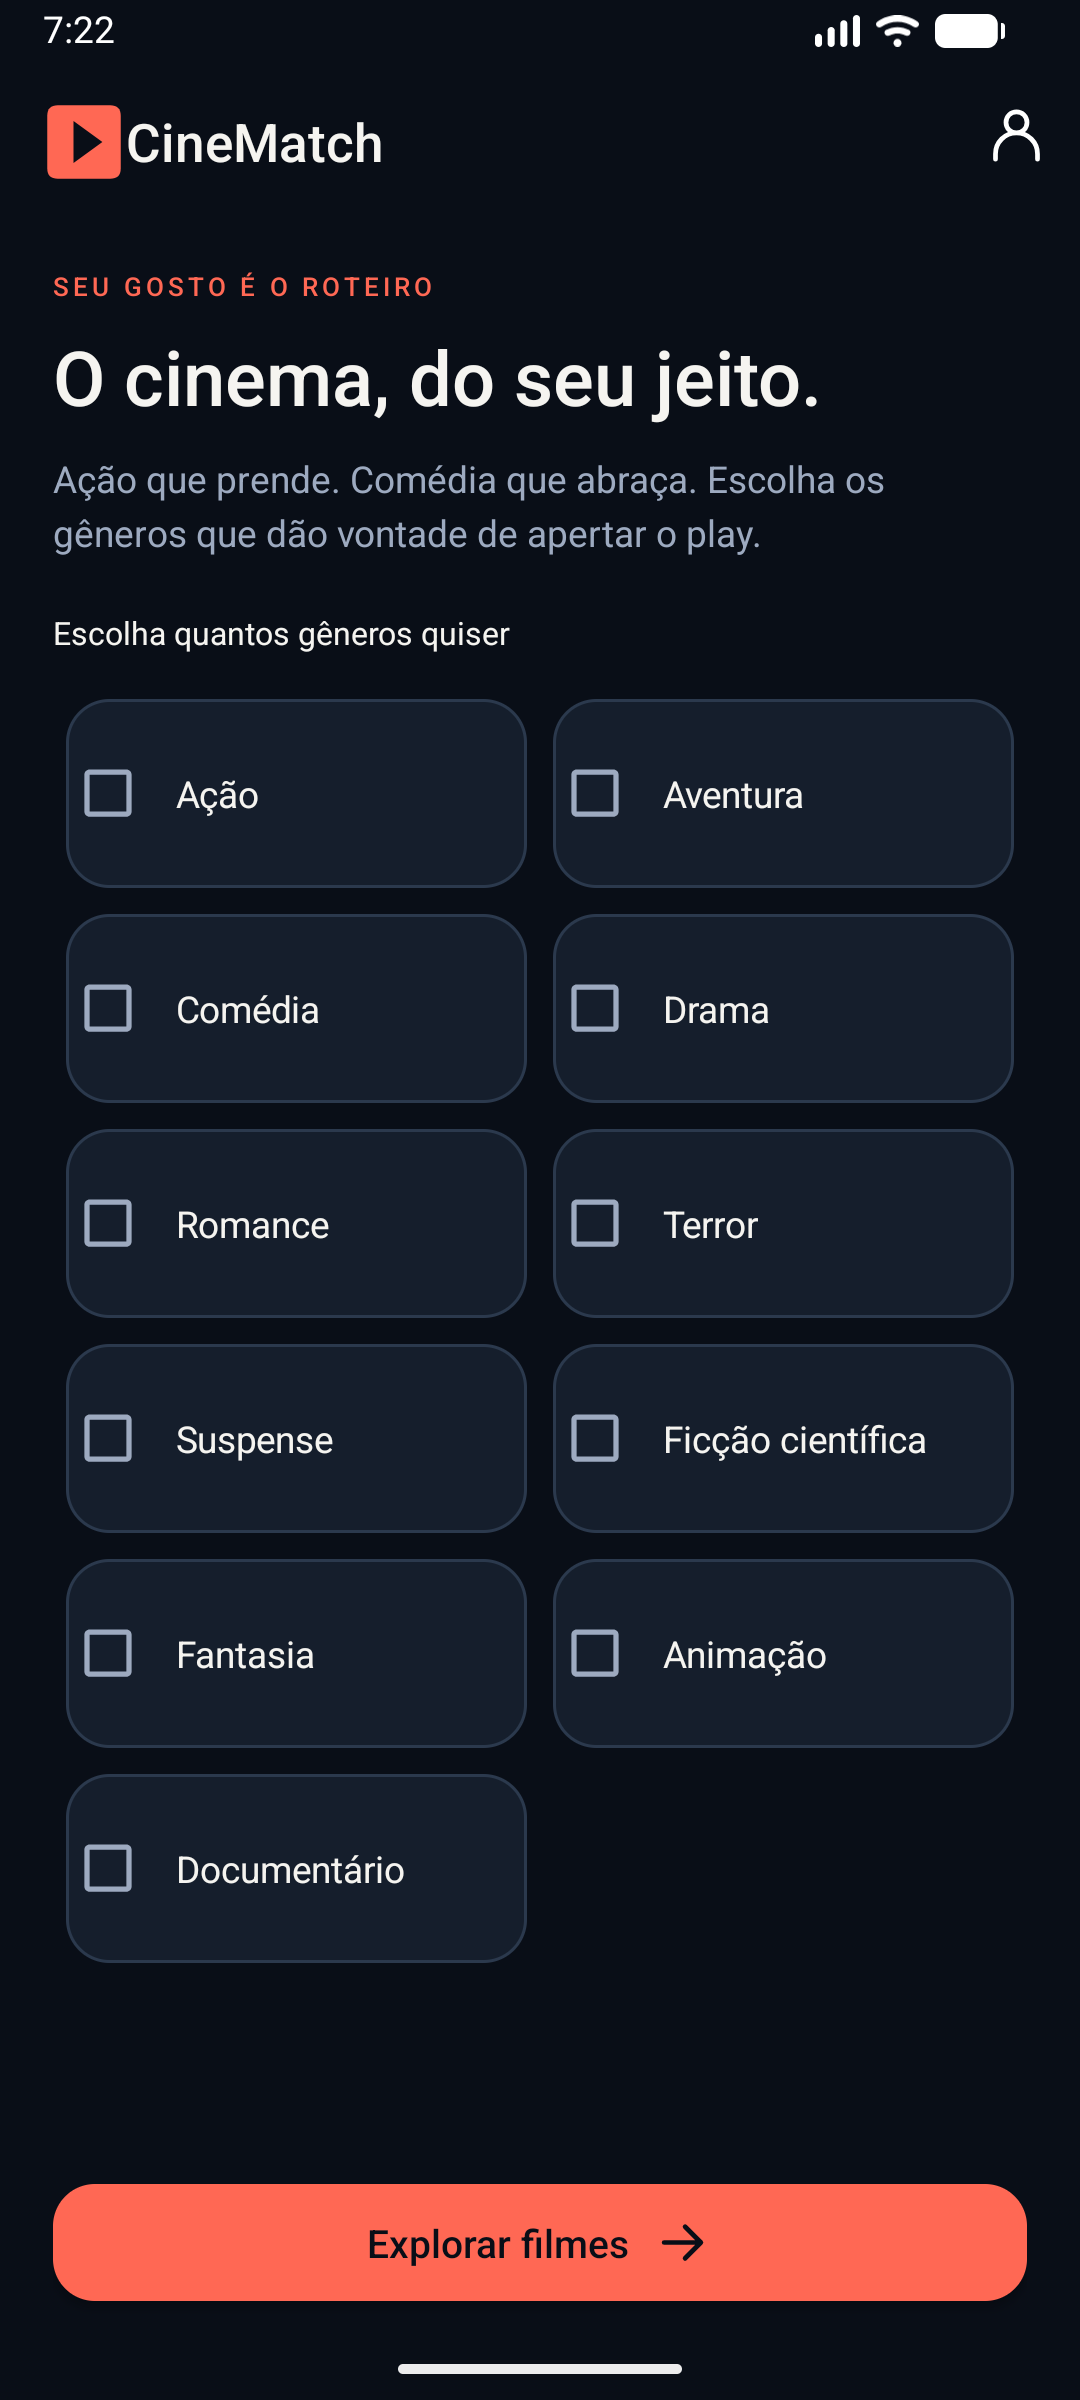 7:22
CineMatch
SEU GOSTO É O ROTEIRO
O cinema, do seu jeito.
Ação que prende. Comédia que abraça. Escolha os
gêneros que dão vontade de apertar o play.
Escolha quantos gêneros quiser
Ação
Aventura
Comédia
Drama
Romance
Terror
Suspense
Ficção científica
Fantasia
Animação
Documentário
Explorar filmes